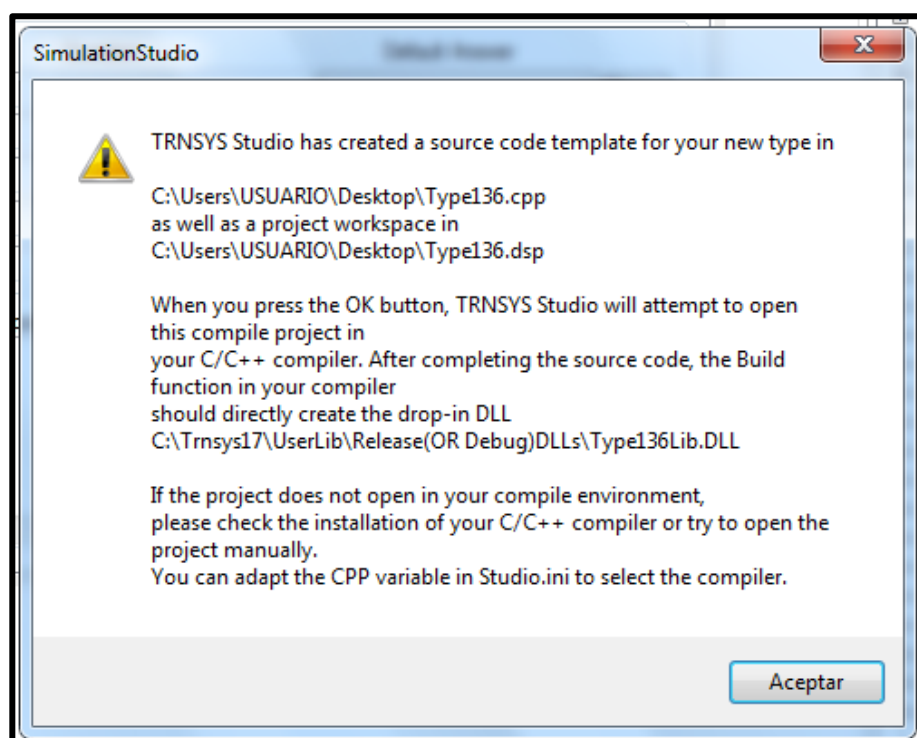 SimulationStudio
TRNSYS Studio has created a source code template for your new type in
C:\Users\USUARIO\Desktop\Type136.cpp
as well as a project workspace in
C:\Users\USUARIO\Desktop\Type136.dsp
When you press the OK button, TRNSYS Studio will attempt to open
this compile project in
your C/C++ compiler. After completing the source code, the Build
function in your compiler
should directly create the drop-in DLL
C:\Trnsys17\UserLib\Release(OR Debug)DLLs\Type136Lib.DLL
If the project does not open in your compile environment,
please check the installation of your C/C++ compiler or try to open the
project manually.
You can adapt the CPP variable in Studio.ini to select the compiler.
Aceptar